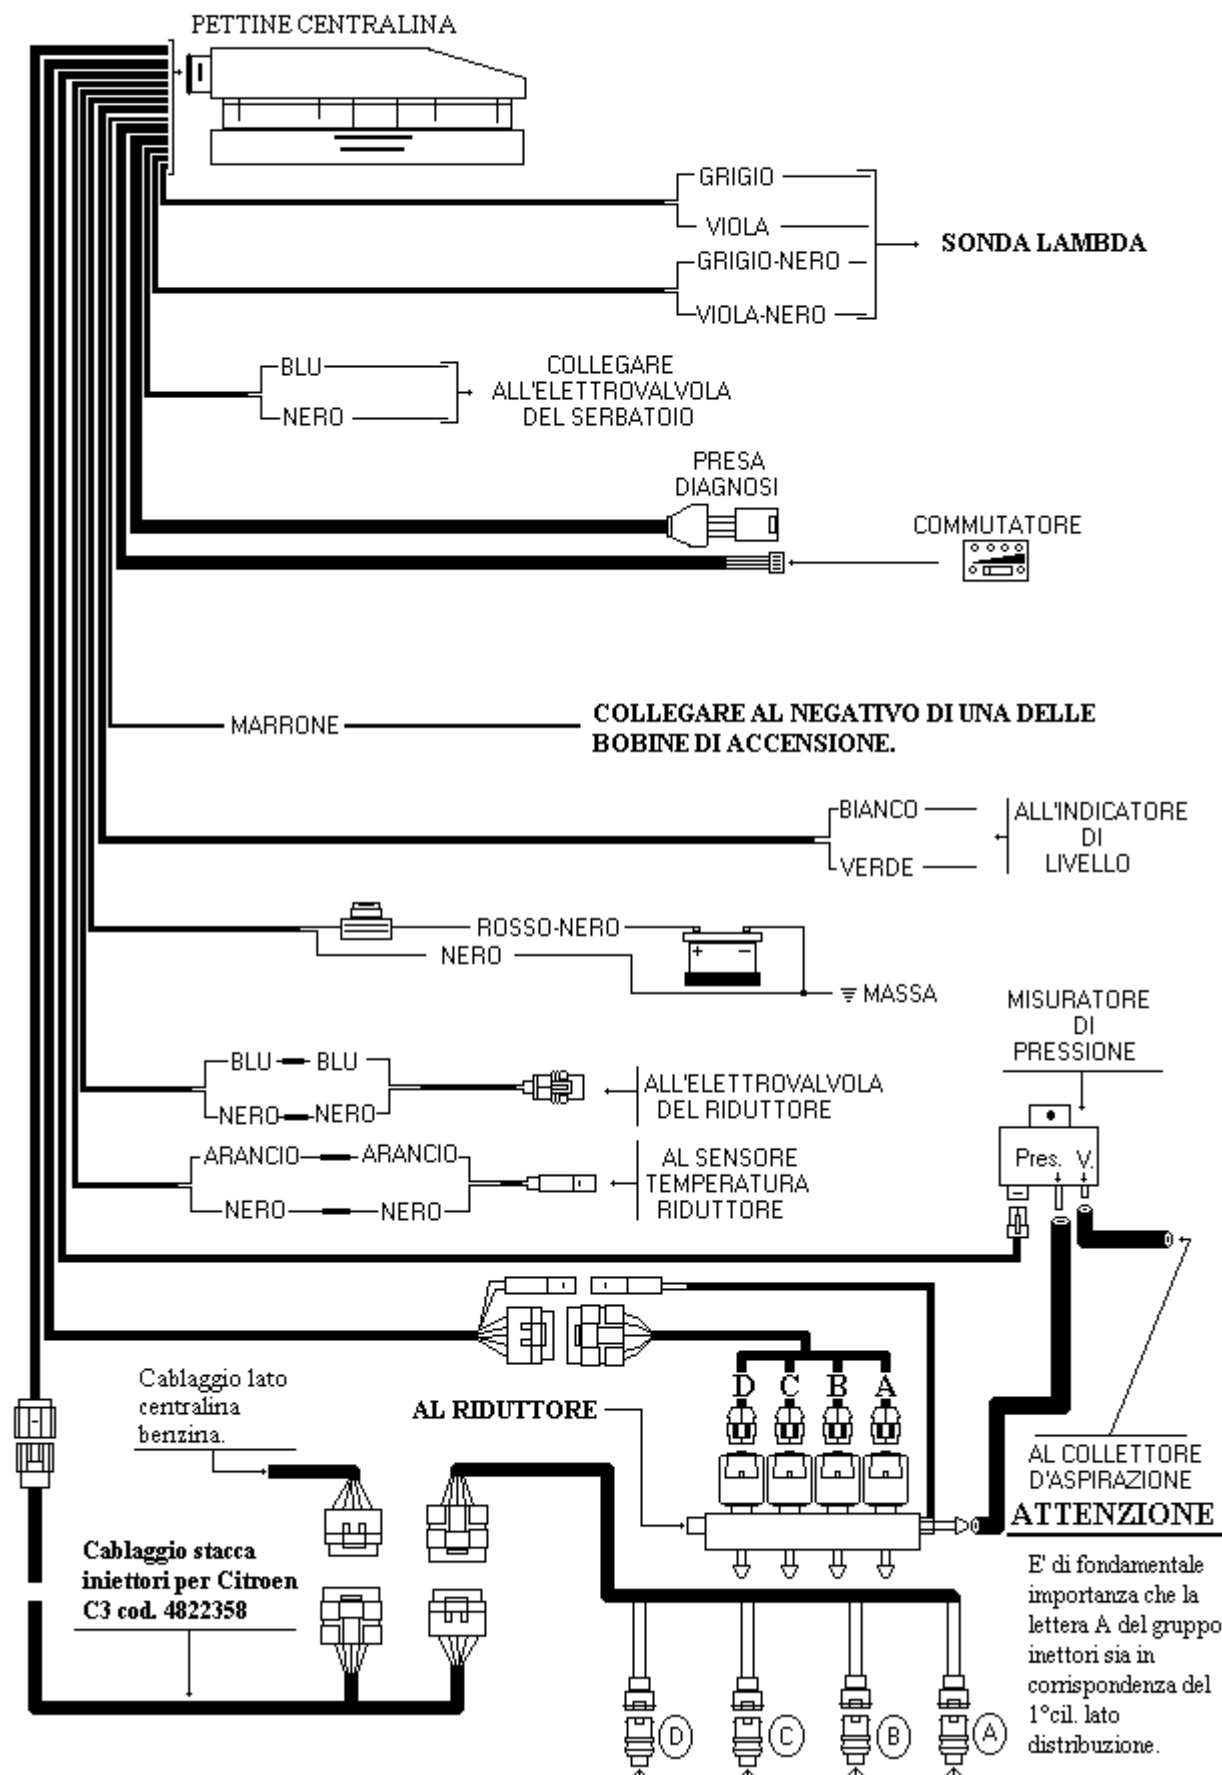 PETTINE CENTRALINA
GRIGIO
VIOLA
SONDA LAMBDA
GRIGIO-NERO
VIOLA-NERO
BLU
NERO
COLLEGARE
ALL'ELETTROVALVOLA
DEL SERBATOIO
PRESA
DIAGNOSI
COMMUTATORE
MARRONE
COLLEGARE AL NEGATIVO DI UNA DELLE
BOBINE DI ACCENSIONE.
BIANCO
VERDE
ALL'INDICATORE
DI
LIVELLO
ROSSO-NERO
NERO
+ -
MASSA
MISURATORE
DI
PRESSIONE
Pres. V.
BLU BLU
NERO NERO
ALL'ELETTROVALVOLA
DEL RIDUTTORE
ARANCIO ARANCIO
NERO NERO
AL SENSORE
TEMPERATURA
RIDUTTORE
Cablaggio lato
centralina
benzina.
D C B A
AL RIDUTTORE
AL COLLETTORE
D'ASPIRAZIONE
ATTENZIONE
E' di fondamentale
importanza che la
lettera A del gruppo
inettori sia in
corrispondenza del
1°cil. lato
distribuzione.
Cablaggio stacca
iniettori per Citroen
C3 cod. 4822358
D C B A